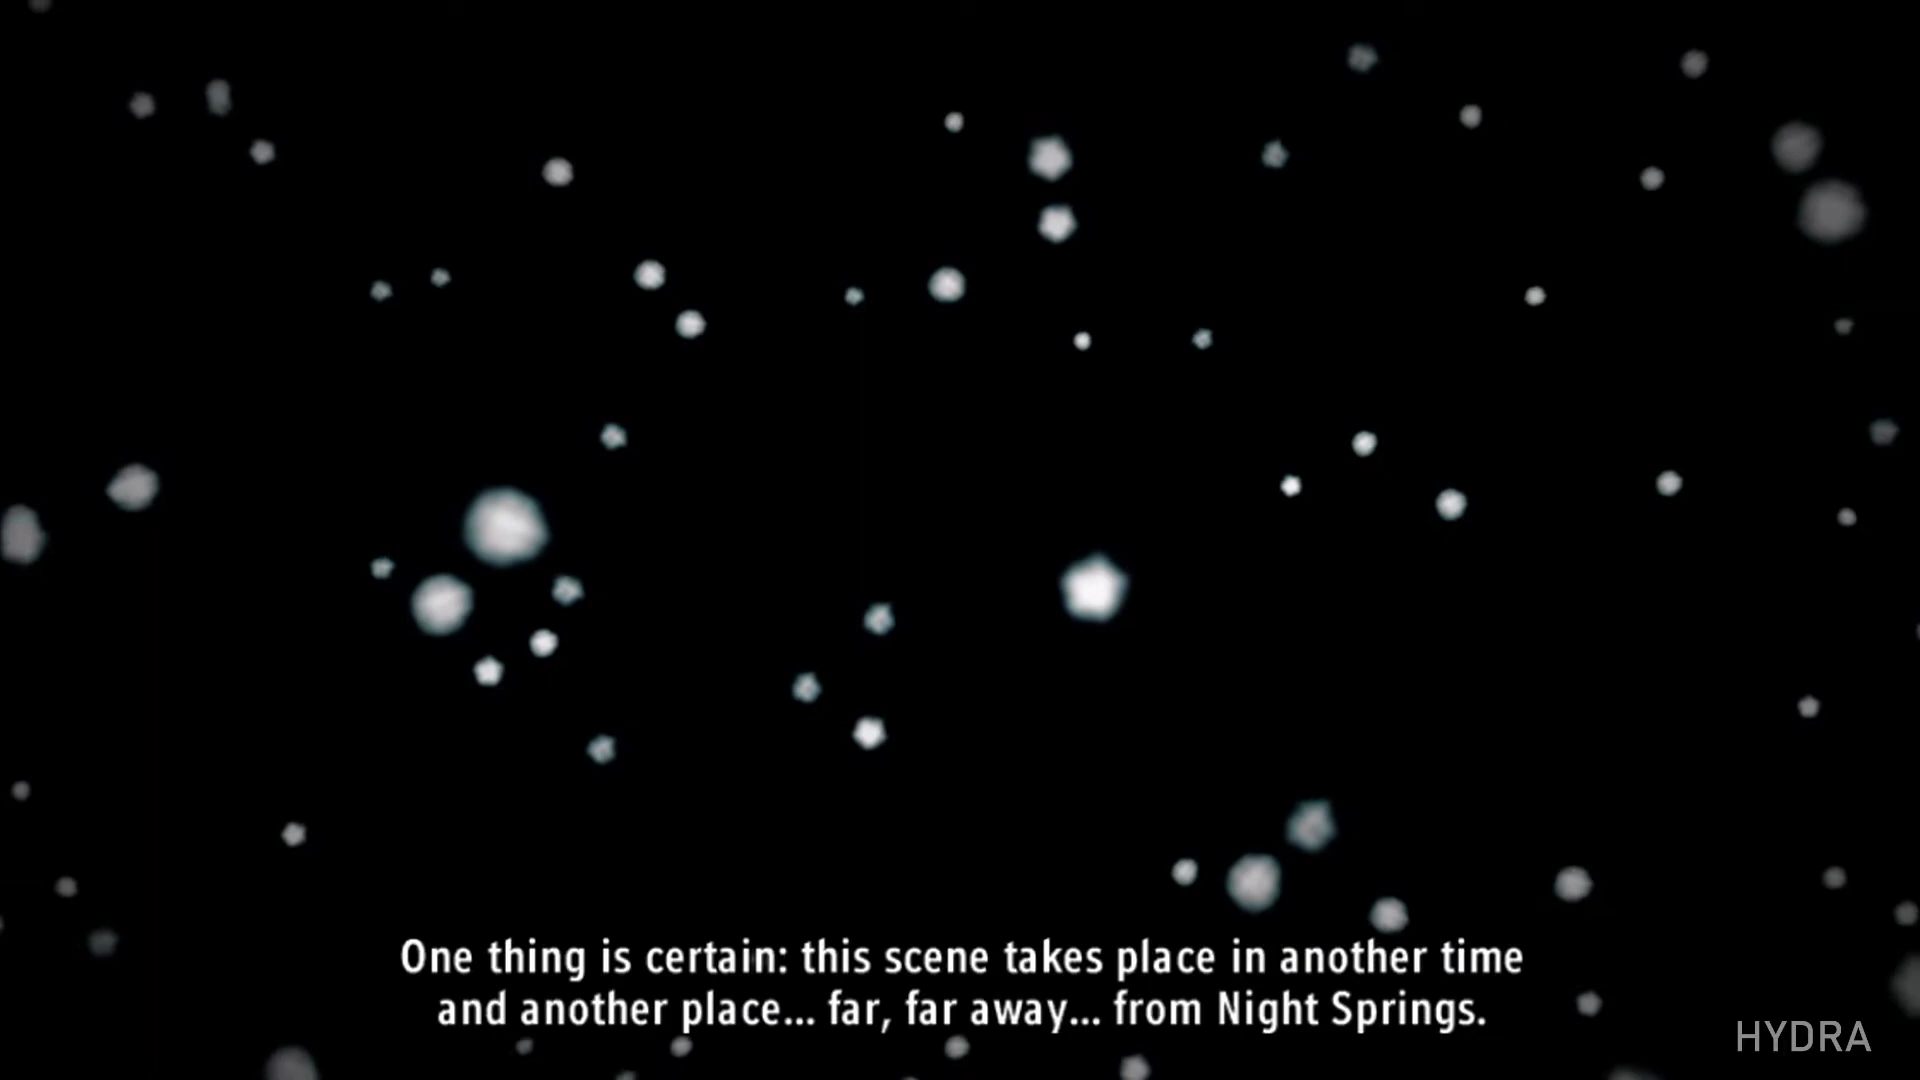 One thing is certain: this scene takes place in another time
and another place... far, far away... from Night Springs.
HYDRA